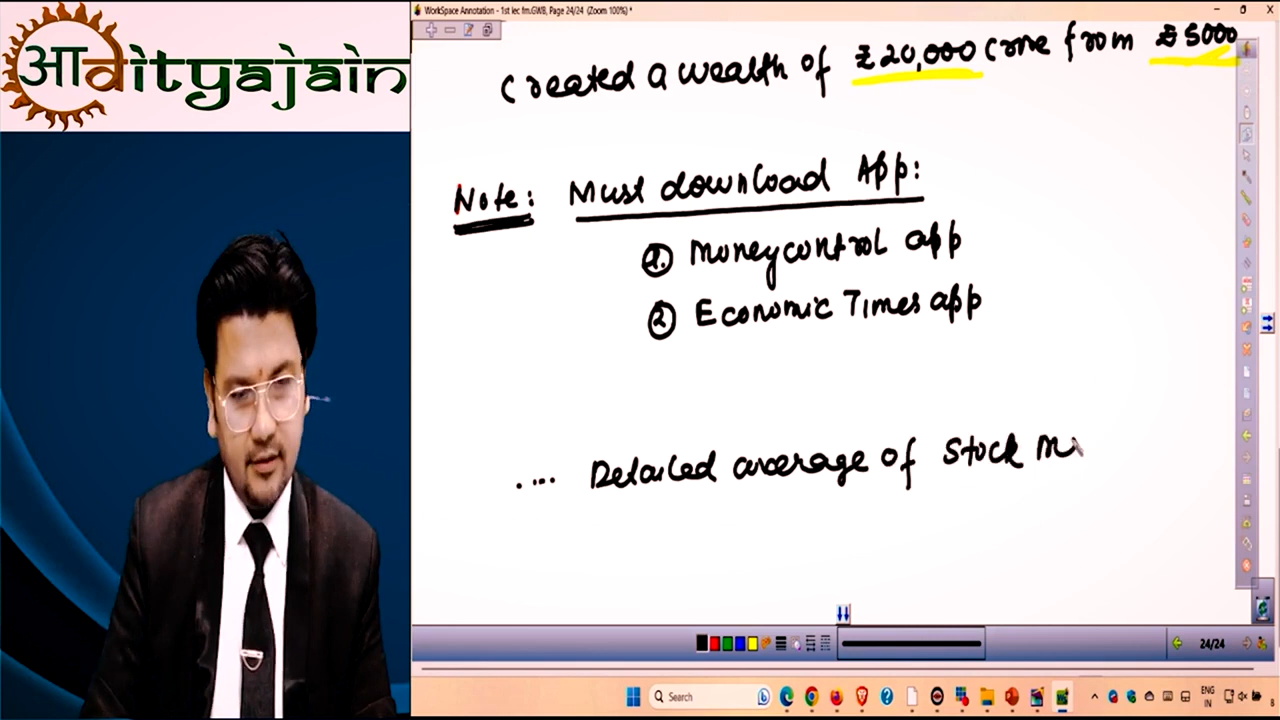 आdityajain
WorkSpace Annotation - 1st lec fm.GWB, Page 24/24 (Zoom 100%) *
Created a wealth of ₹20,000 crore from ₹5000
Note: Must download App:
1. Moneycontrol app
2. Economic Times app
.... Detailed average of Stock M
24/24
Search
ENG
IN